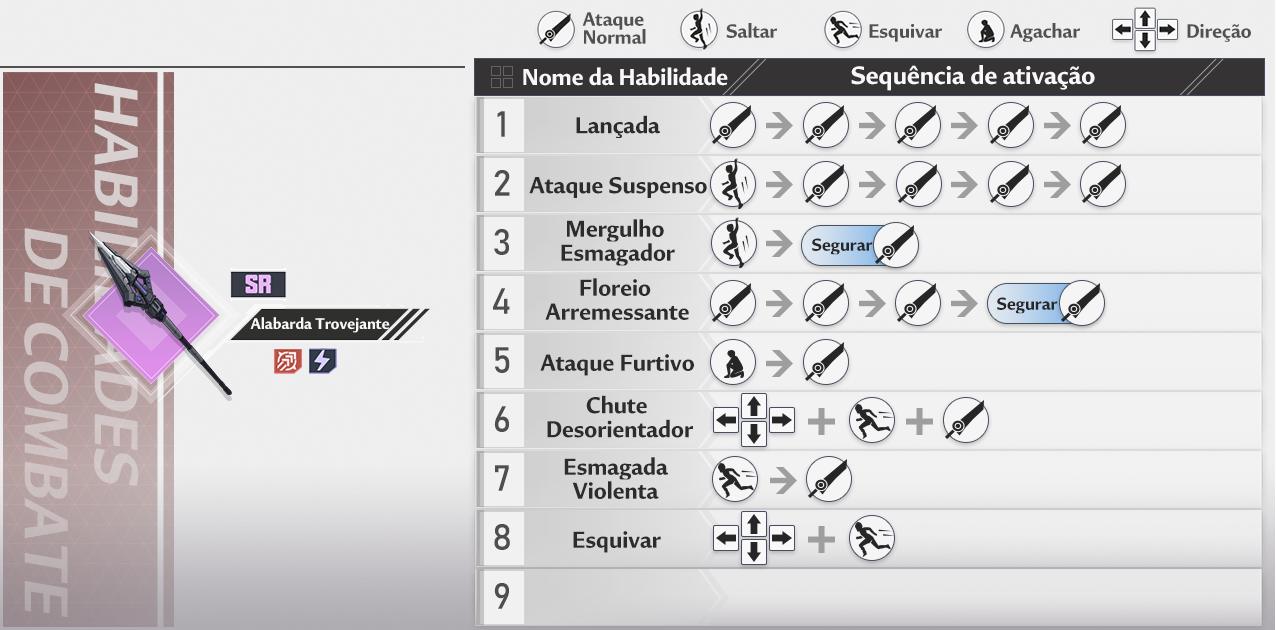 Ataque
Normal
Saltar
Esquivar
Agachar
Direção
Nome da Habilidade
Sequência de ativação
HABILIDADES
DE COMBATE
SR
Alabarda Trovejante
1
Lançada
2
Ataque Suspenso
3
Mergulho
Esmagador
Segurar
4
Floreio
Arremessante
Segurar
5
Ataque Furtivo
6
Chute
Desorientador
7
Esmagada
Violenta
8
Esquivar
9